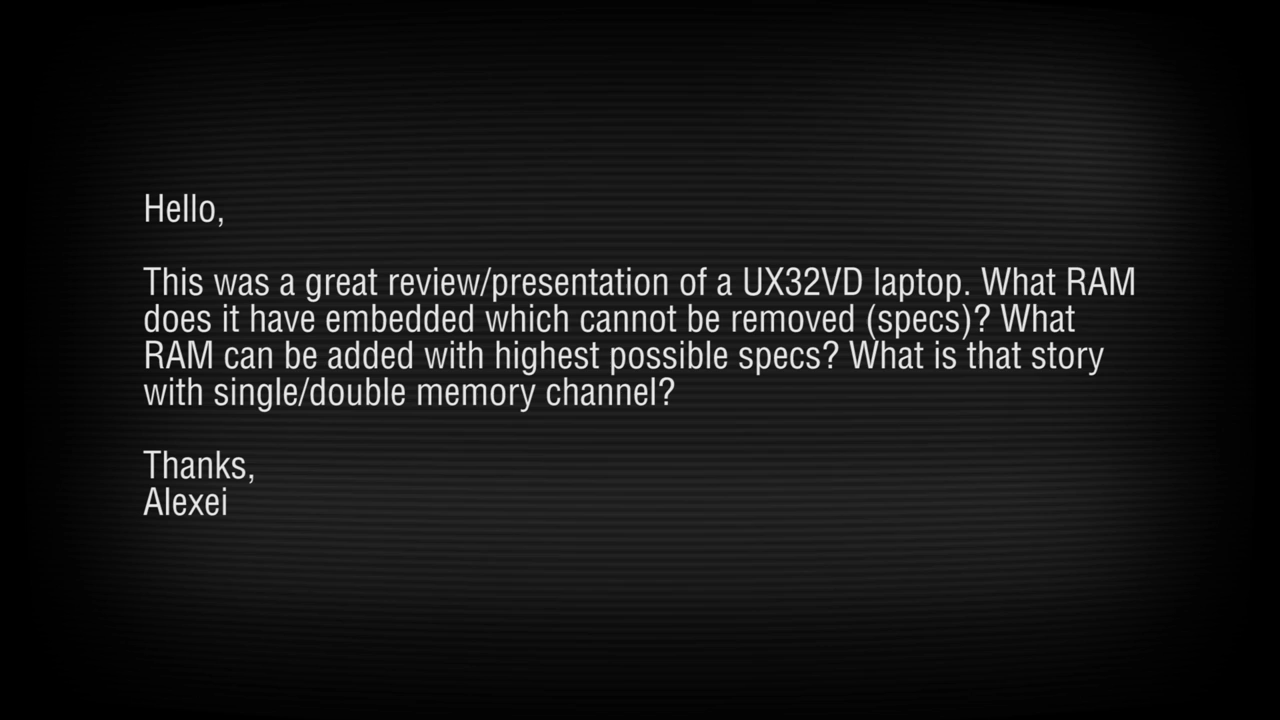 Hello,
This was a great review/presentation of a UX32VD laptop. What RAM
does it have embedded which cannot be removed (specs)? What
RAM can be added with highest possible specs? What is that story
with single/double memory channel?
Thanks,
Alexei